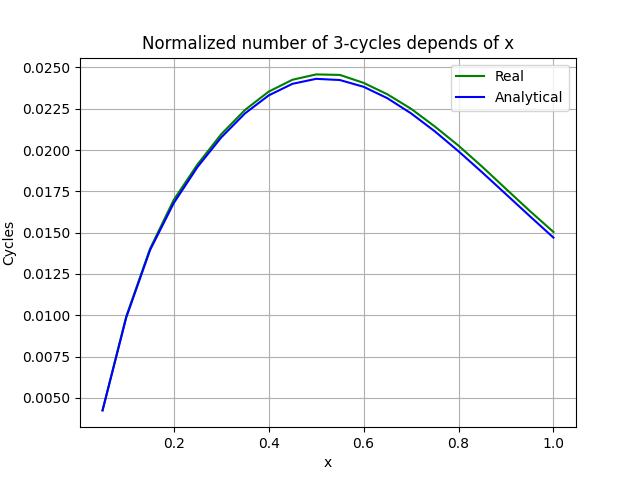 Normalized number of 3-cycles depends of x
0.0250
0.0225
0.0200
0.0175
0.0150
0.0125
0.0100
0.0075
0.0050
Cycles
Real
Analytical
0.2 0.4 0.6 0.8 1.0
x